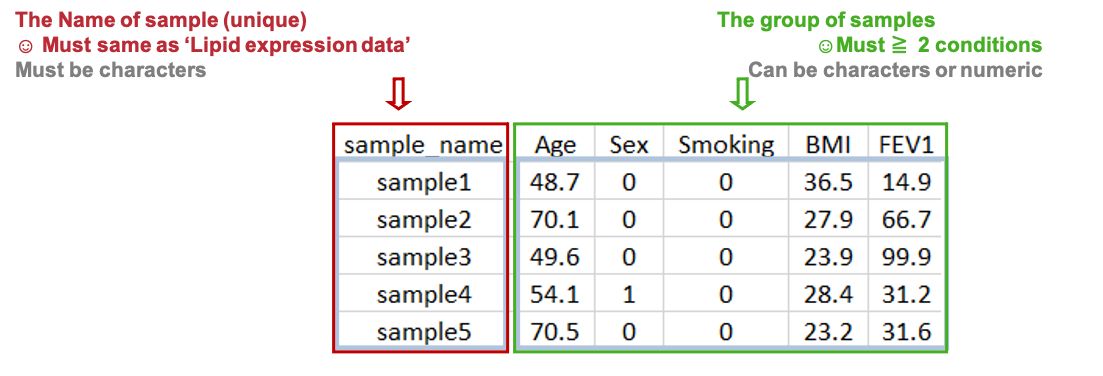 The Name of sample (unique)
☺ Must same as ‘Lipid expression data’
Must be characters
The group of samples
☺Must ≧ 2 conditions
Can be characters or numeric
sample_name Age Sex Smoking BMI FEV1
sample1 48.7 0 0 36.5 14.9
sample2 70.1 0 0 27.9 66.7
sample3 49.6 0 0 23.9 99.9
sample4 54.1 1 0 28.4 31.2
sample5 70.5 0 0 23.2 31.6